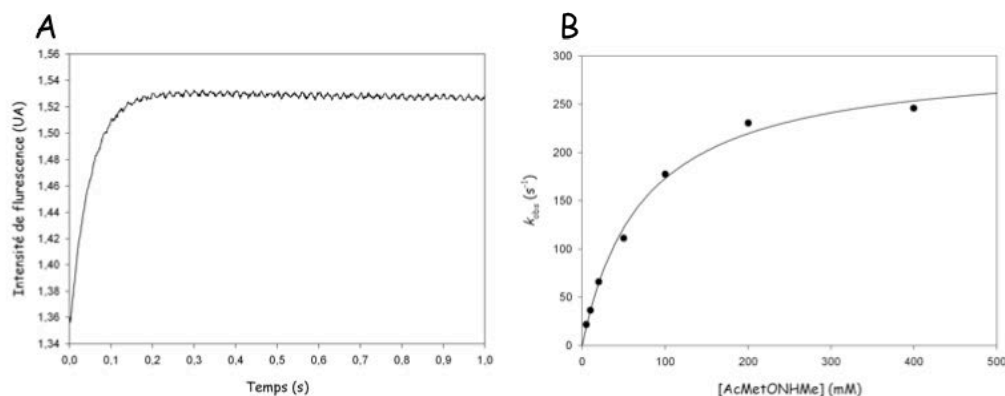 A
Intensité de flurescence (UA)
1,56
1,54
1,52
1,50
1,48
1,46
1,44
1,42
1,40
1,38
1,36
1,34
0,0 0,1 0,2 0,3 0,4 0,5 0,6 0,7 0,8 0,9 1,0
Temps (s)
B
kobs (s-1)
300
250
200
150
100
50
0
0 100 200 300 400 500
[AcMetONHMe] (mM)